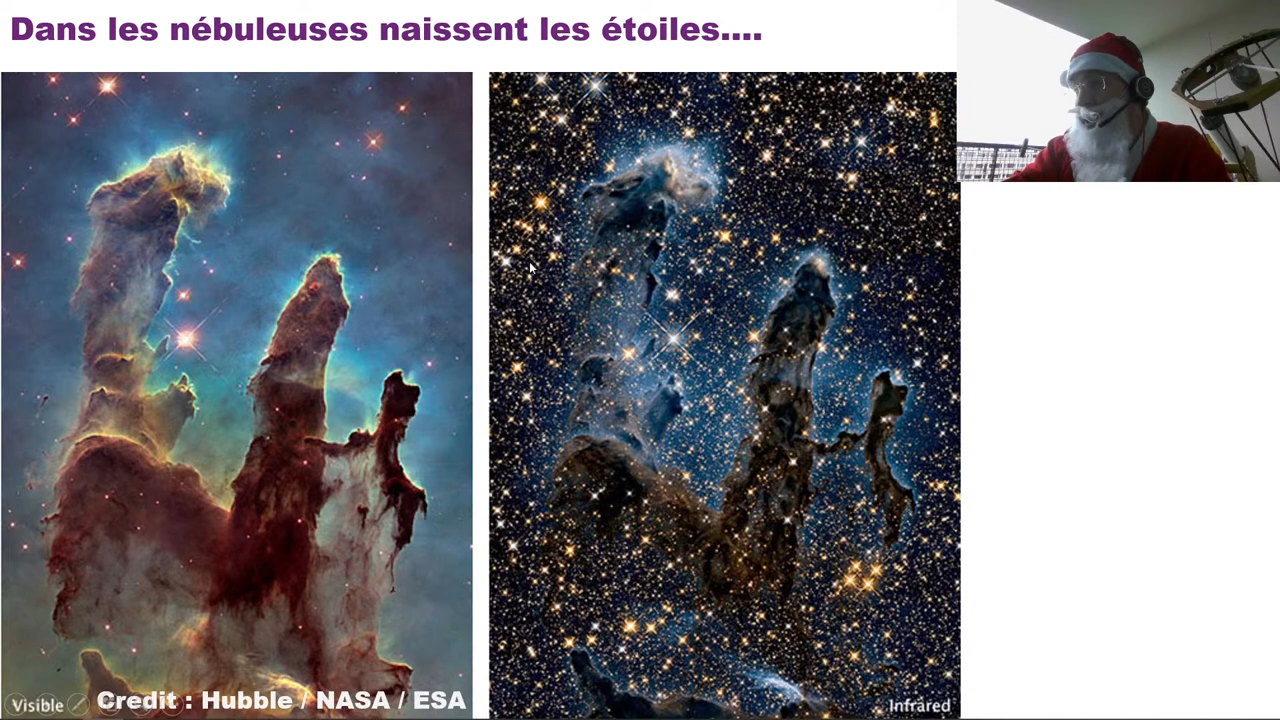 Dans les nébuleuses naissent les étoiles....
Visible
Credit : Hubble / NASA / ESA
Infrared